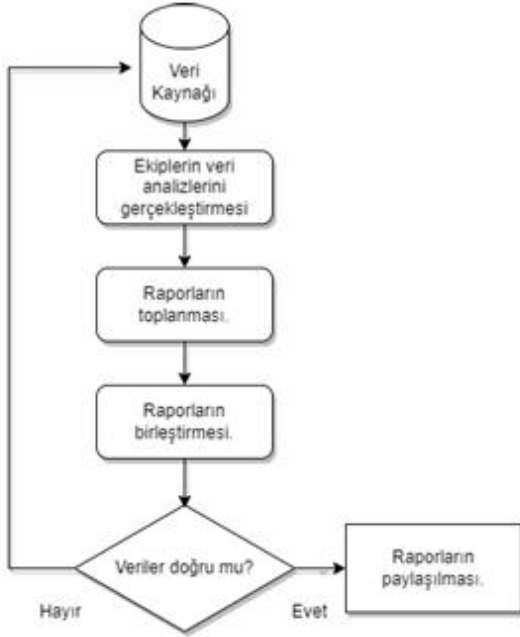 Veri
Kaynağı
Ekiplerin veri
analizlerini
gerçekleştirmesi
Raporların
toplanması.
Raporların
birleştirmesi.
Veriler doğru mu?
Raporların
paylaşılması.
Hayır
Evet